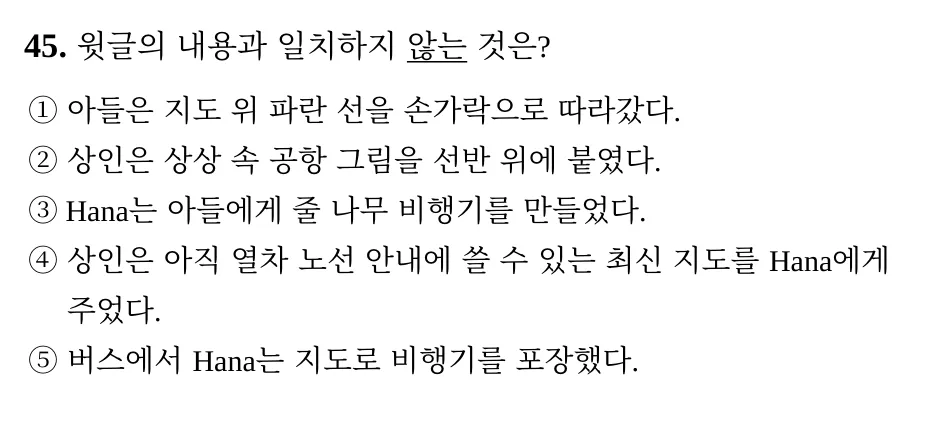 45. 윗글의 내용과 일치하지 않는 것은?
① 아들은 지도 위 파란 선을 손가락으로 따라갔다.
② 상인은 상상 속 공항 그림을 선반 위에 붙였다.
③ Hana는 아들에게 줄 나무 비행기를 만들었다.
④ 상인은 아직 열차 노선 안내에 쓸 수 있는 최신 지도를 Hana에게
주었다.
⑤ 버스에서 Hana는 지도로 비행기를 포장했다.